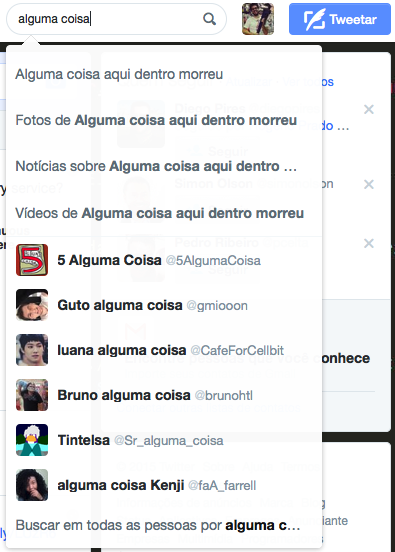 alguma coisa
Tweetar
Alguma coisa aqui dentro morreu
Fotos de Alguma coisa aqui dentro morreu
Notícias sobre Alguma coisa aqui dentro …
Vídeos de Alguma coisa aqui dentro morreu
5 Alguma Coisa @5AlgumaCoisa
Guto alguma coisa @gmiooon
luana alguma coisa @CafeForCellbit
Bruno alguma coisa @brunohtl
conhece
Tintelsa @Sr_alguma_coisa
alguma coisa Kenji @faA_farrell
Buscar em todas as pessoas por alguma c…